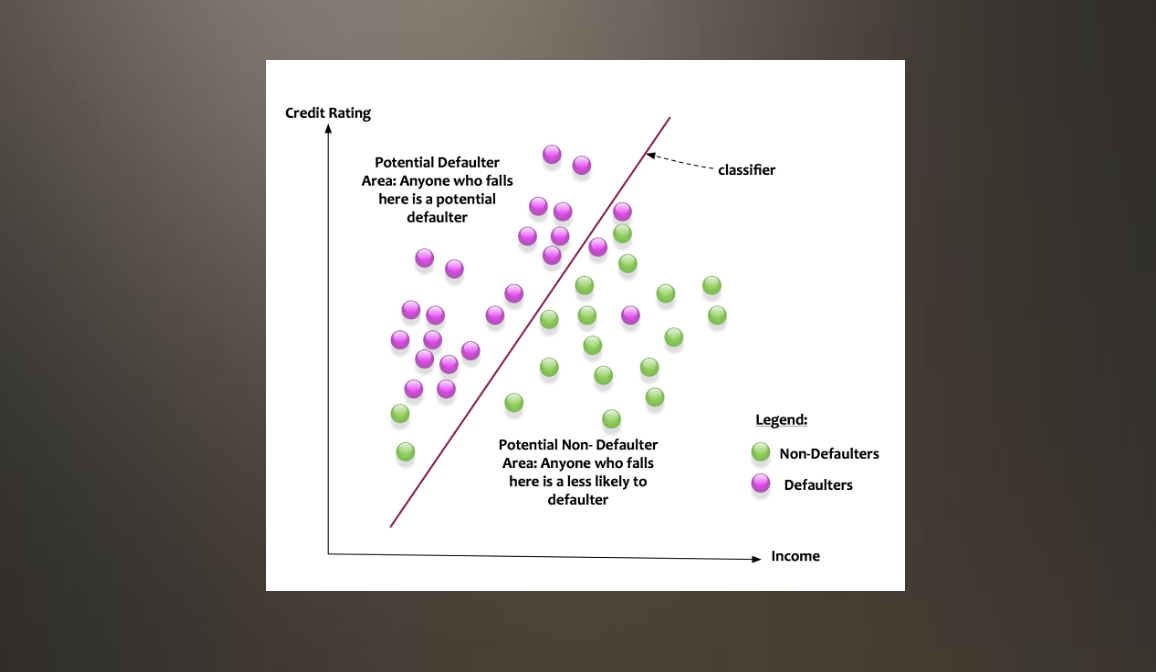 Credit Rating
Potential Defaulter
Area: Anyone who falls
here is a potential
defaulter
classifier
Legend:
Non-Defaulters
Defaulters
Potential Non- Defaulter
Area: Anyone who falls
here is a less likely to
defaulter
Income